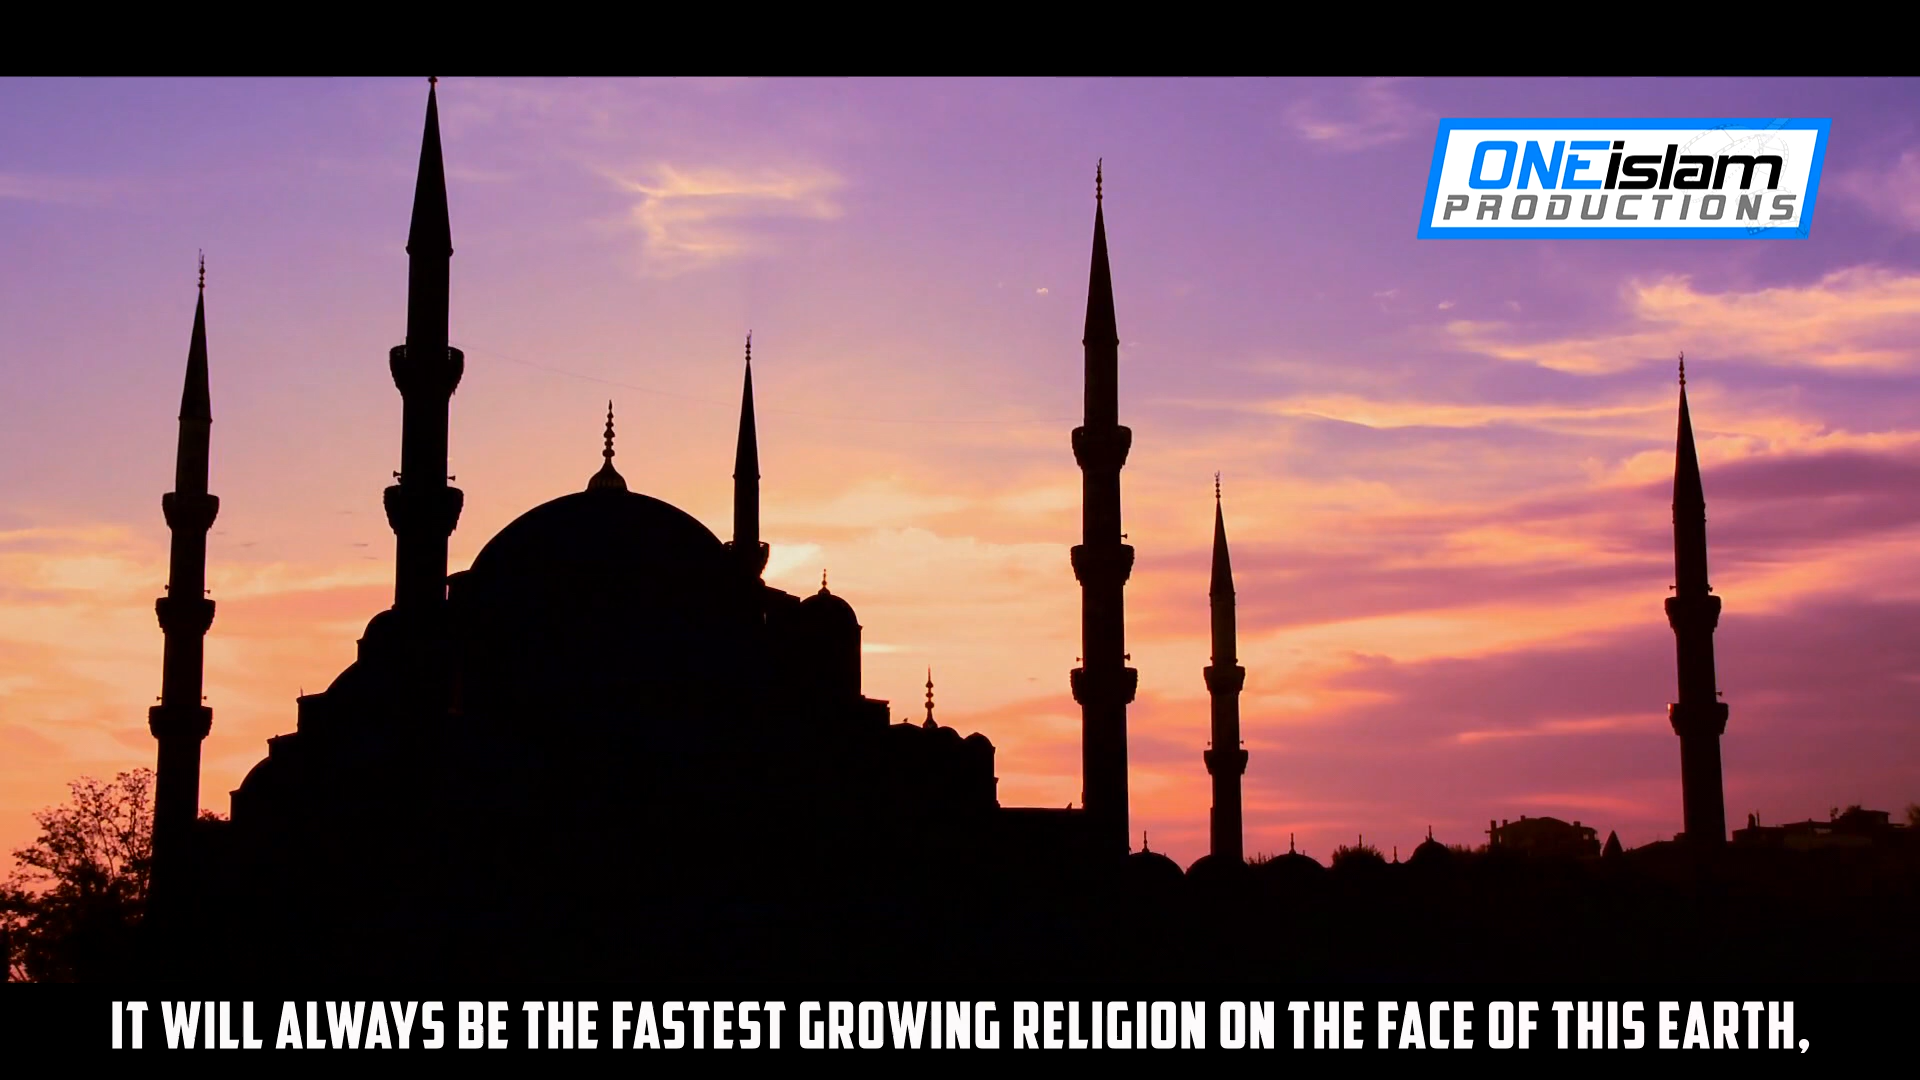 ONEislam
PRODUCTIONS
IT WILL ALWAYS BE THE FASTEST GROWING RELIGION ON THE FACE OF THIS EARTH,